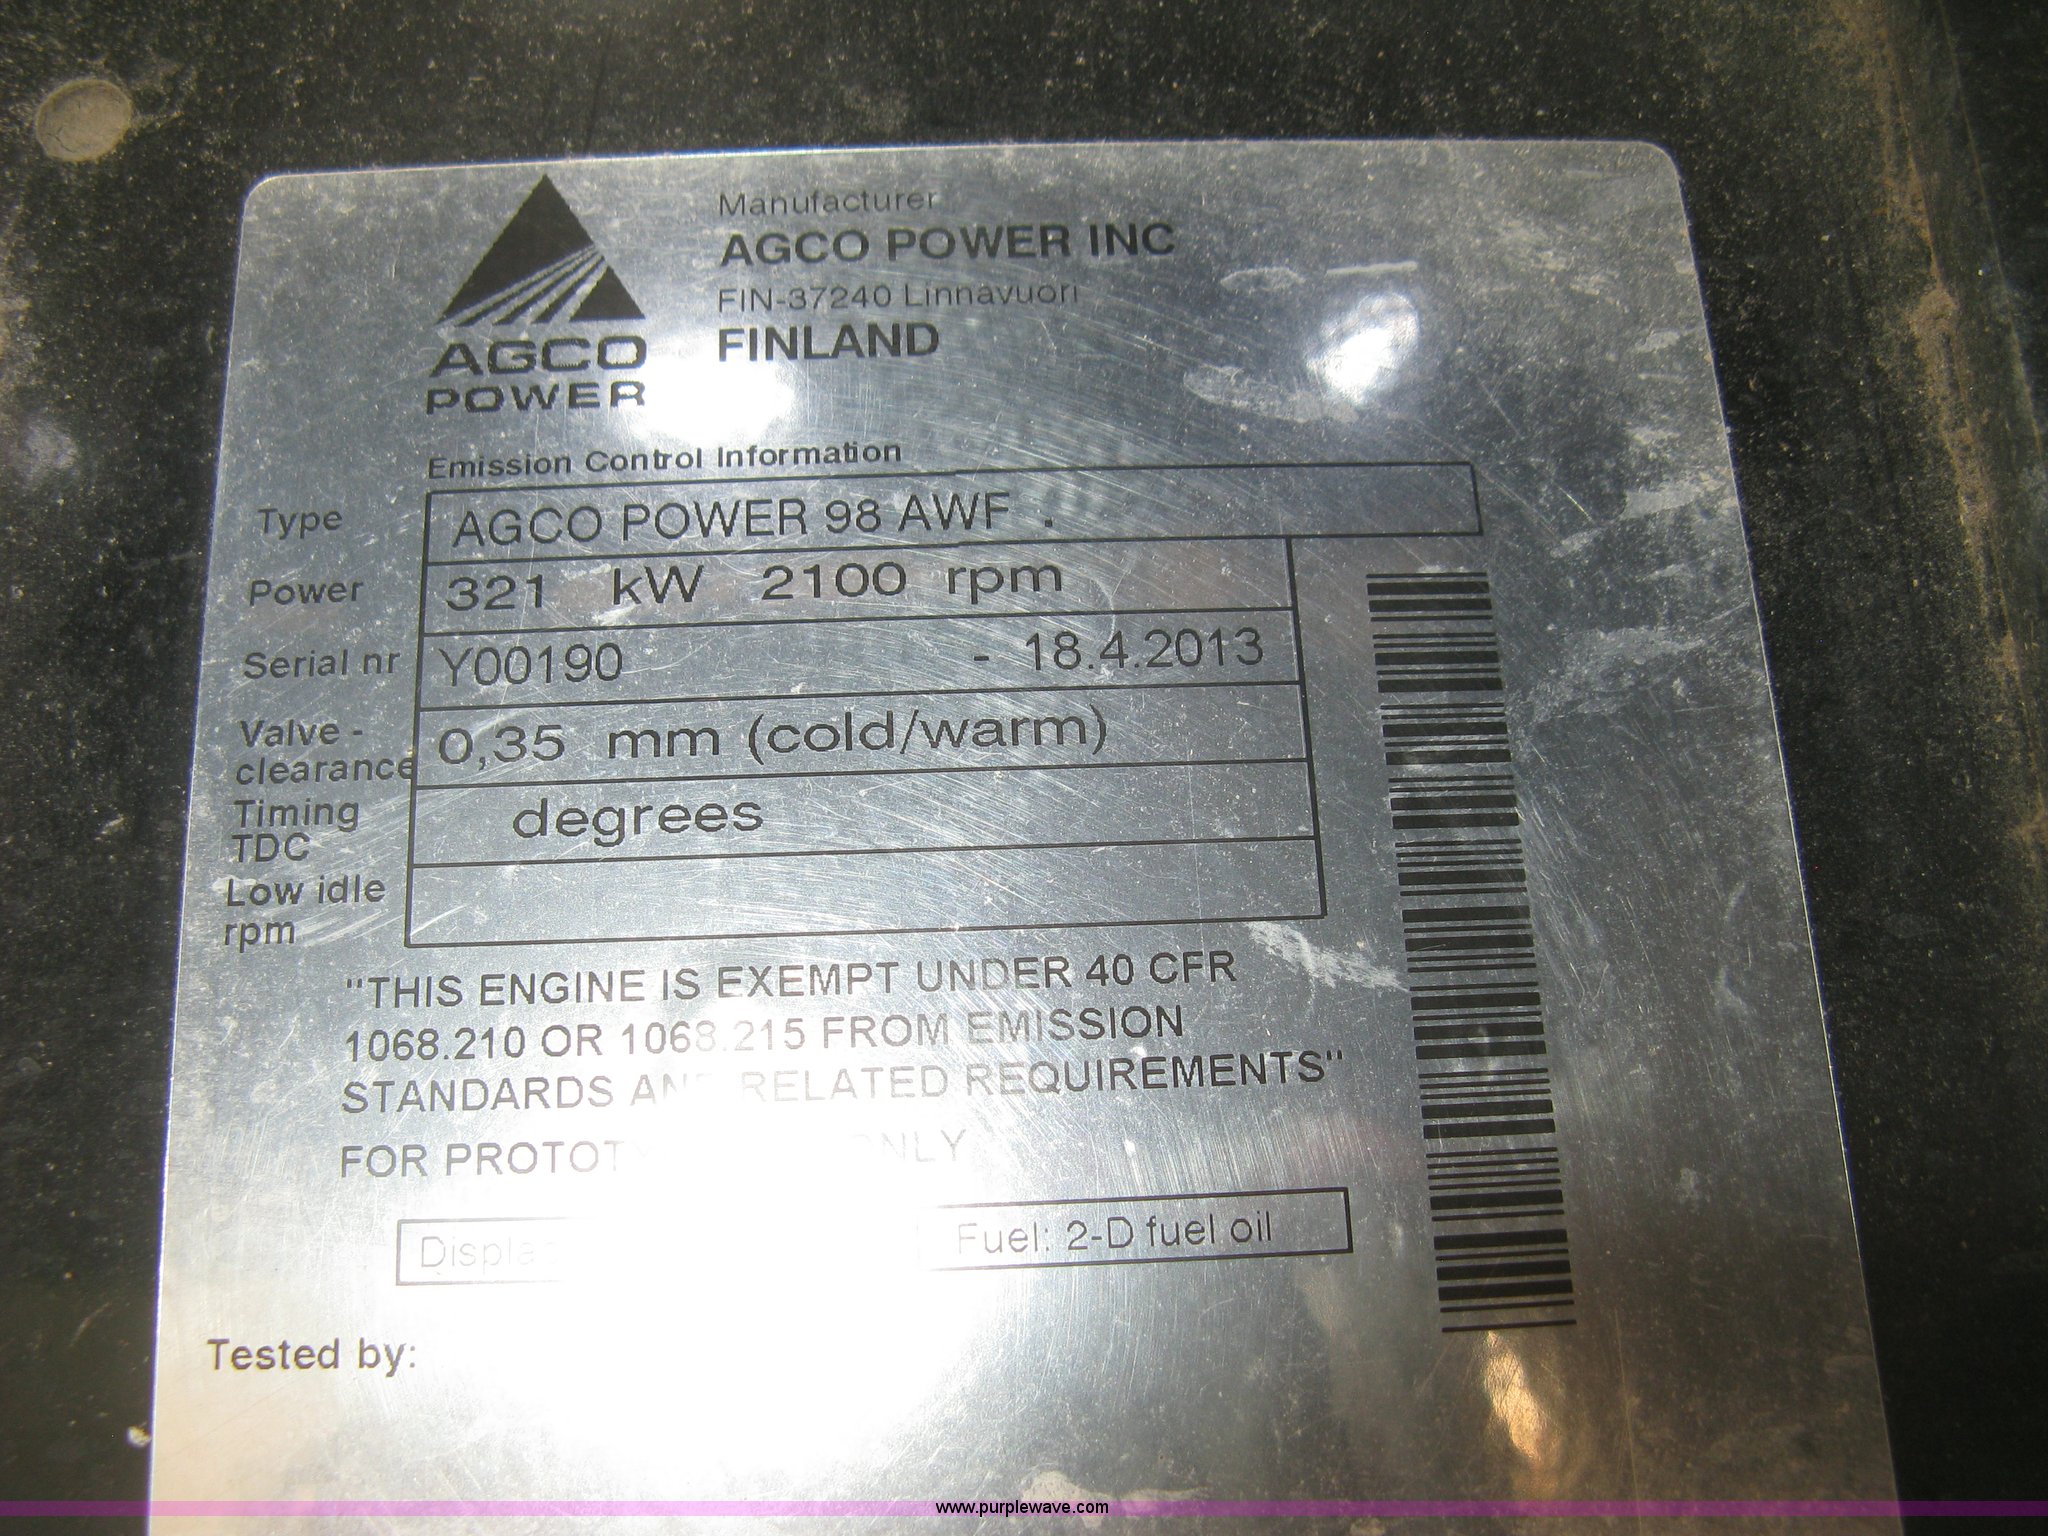 AGCO
POWER
Manufacturer
AGCO POWER INC
FIN-37240 Linnavuori
FINLAND
Emission Control Information
Type AGCO POWER 98 AWF .
Power 321 kW 2100 rpm
Serial nr Y00190 - 18.4.2013
Valve -
clearance 0,35 mm (cold/warm)
Timing
TDC degrees
Low idle
rpm
"THIS ENGINE IS EXEMPT UNDER 40 CFR
1068.210 OR 1068.215 FROM EMISSION
STANDARDS AND RELATED REQUIREMENTS"
FOR ONLY
Fuel: 2-D fuel oil
Tested by:
www.purplewave.com